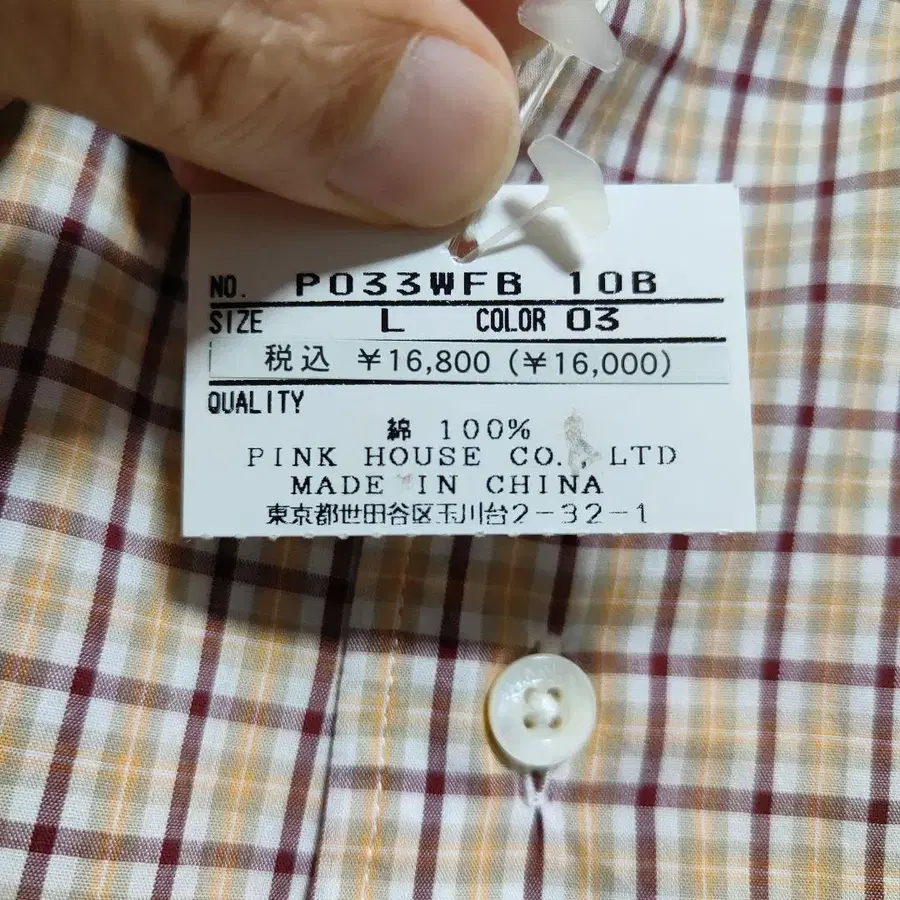 NO. P033WFB 10B
SIZE L COLOR 03
税込 ¥16,800 (¥16,000)
QUALITY
綿 100%
PINK HOUSE CO., LTD
MADE IN CHINA
東京都世田谷区玉川台2-32-1